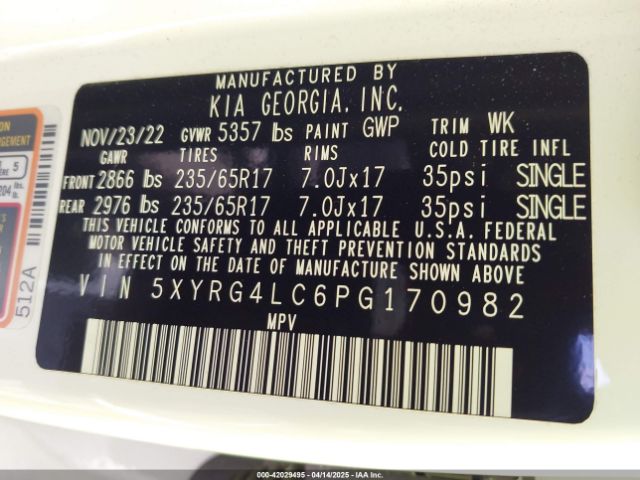 MANUFACTURED BY
KIA GEORGIA, INC.
NOV/23/22 GVWR 5357 lbs PAINT GWP TRIM WK
GAWR TIRES RIMS COLD TIRE INFL
FRONT 2866 lbs 235/65R17 7.0Jx17 35psi SINGLE
REAR 2976 lbs 235/65R17 7.0Jx17 35psi SINGLE
THIS VEHICLE CONFORMS TO ALL APPLICABLE U.S.A. FEDERAL
MOTOR VEHICLE SAFETY AND THEFT PREVENTION STANDARDS
IN EFFECT ON THE DATE OF MANUFACTURE SHOWN ABOVE.
VIN 5XYRG4LC6PG170982
MPV
5
204 lbs.
512A
000-42029495 - 04/14/2025 - IAA Inc.